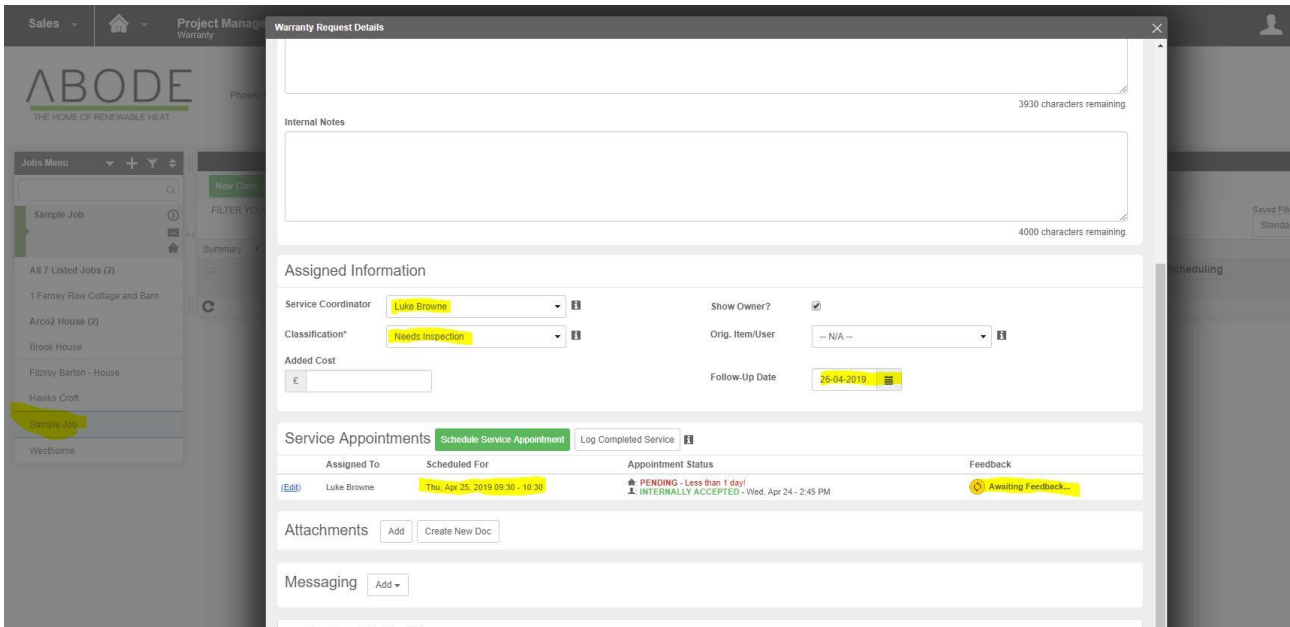 Sales
Project Manage
Warranty
Warranty Request Details
ABODE
THE HOME OF RENEWABLE HEAT
Phone:
3930 characters remaining.
Internal Notes
4000 characters remaining.
Jobs Menu
New Claim
FILTER YOU
Saved Filt
Standa
Sample Job
Summary
Scheduling
All 7 Listed Jobs (2)
1 Ferney Row Cottage and Barn
Arco2 House (2)
Brook House
Fitzroy Barton - House
Hawks Croft
Sample Job
Westholme
Assigned Information
Service Coordinator Luke Browne Show Owner?
Classification* Needs Inspection Orig. Item/User -- N/A --
Added Cost
£
Follow-Up Date 26-04-2019
Service Appointments Schedule Service Appointment Log Completed Service
Assigned To Scheduled For Appointment Status Feedback
(Edit) Luke Browne Thu, Apr 25, 2019 09:30 - 10:30 PENDING - Less than 1 day! Awaiting Feedback...
: INTERNALLY ACCEPTED - Wed, Apr 24 - 2:45 PM
Attachments Add Create New Doc
Messaging Add